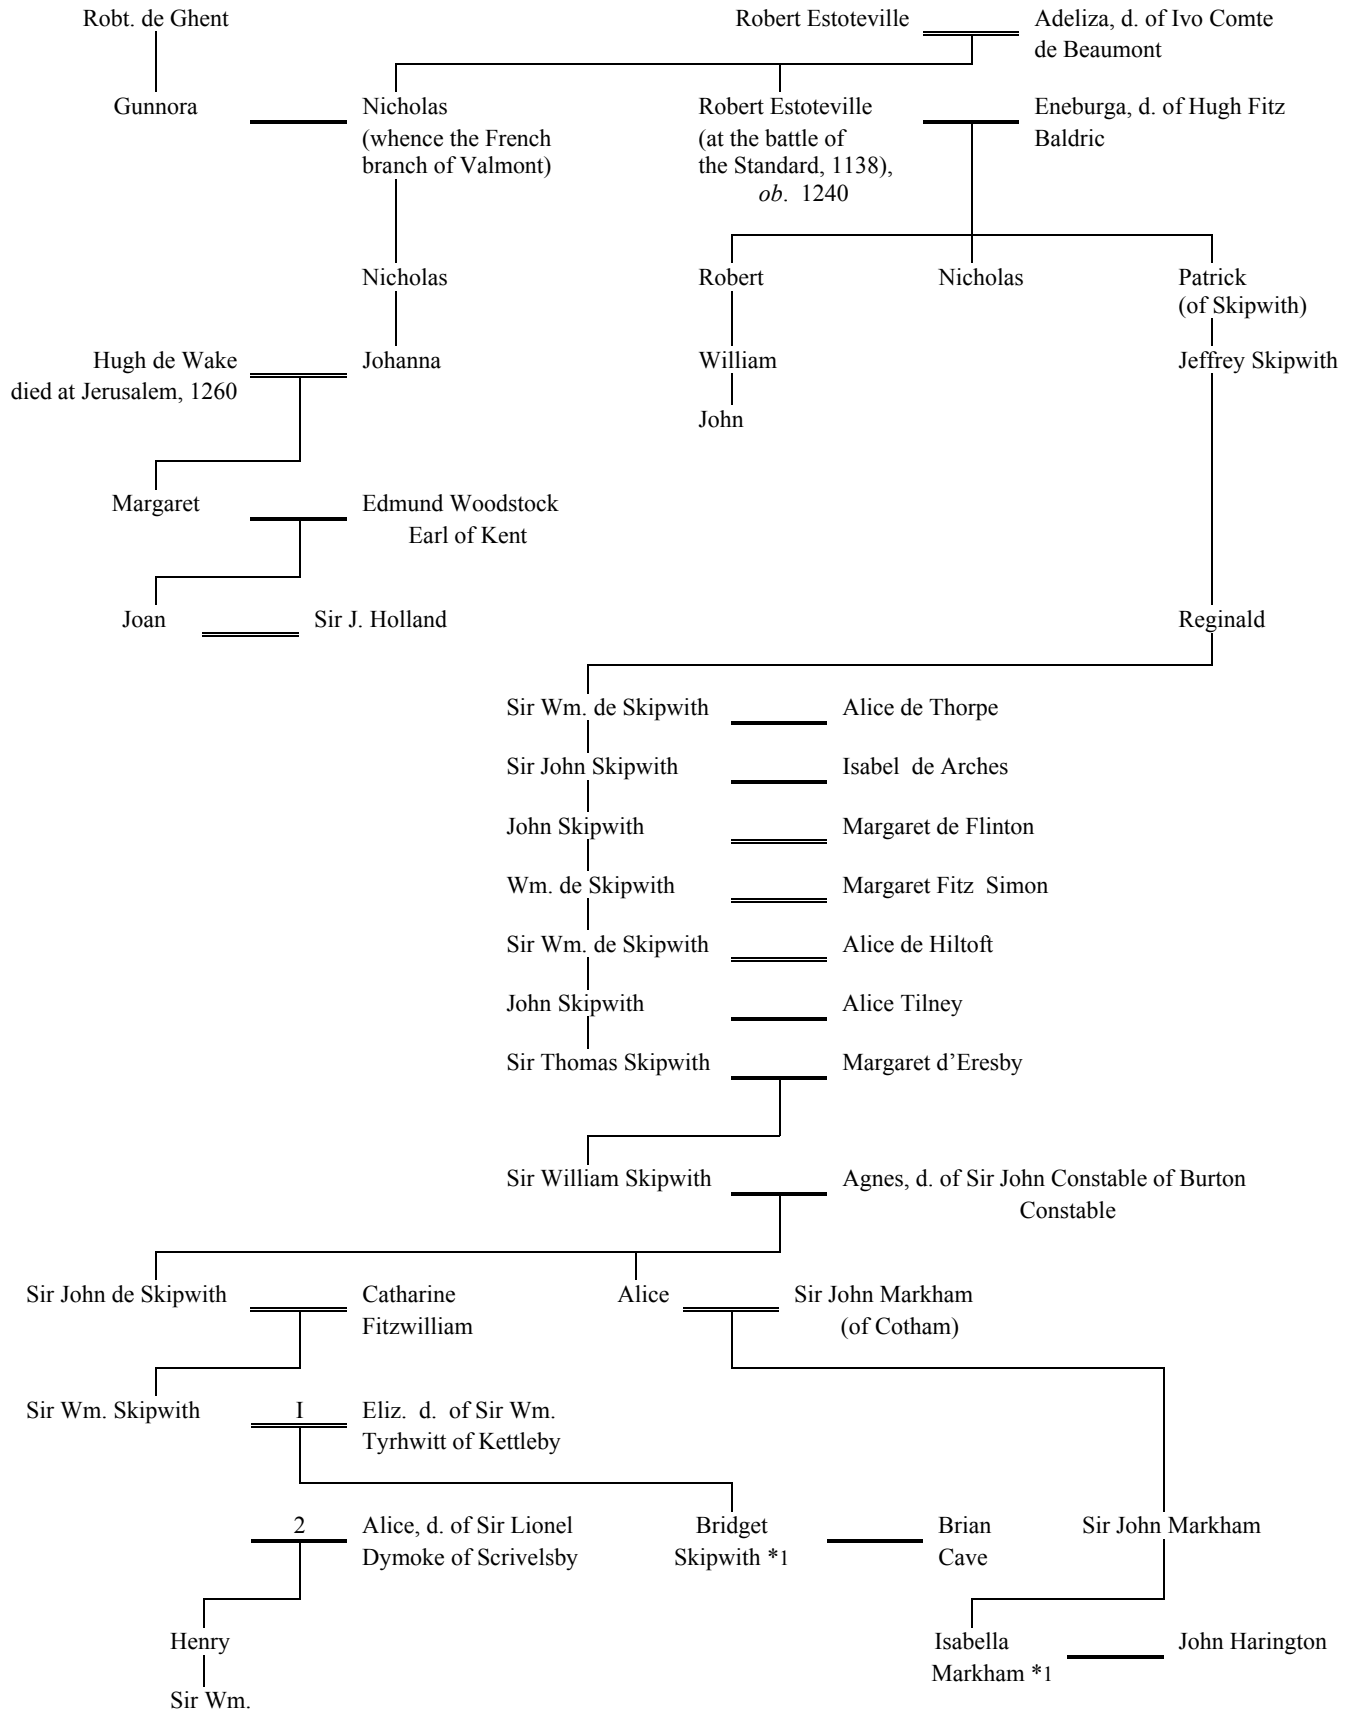 Robt. de Ghent
Robert Estoteville
Adeliza, d. of Ivo Comte
de Beaumont
Gunnora
Nicholas
(whence the French
branch of Valmont)
Robert Estoteville
(at the battle of
the Standard, 1138),
ob. 1240
Eneburga, d. of Hugh Fitz
Baldric
Nicholas
Robert
Nicholas
Patrick
(of Skipwith)
Hugh de Wake
died at Jerusalem, 1260
Johanna
William
Jeffrey Skipwith
John
Margaret
Edmund Woodstock
Earl of Kent
Joan
Sir J. Holland
Reginald
Sir Wm. de Skipwith
Alice de Thorpe
Sir John Skipwith
Isabel de Arches
John Skipwith
Margaret de Flinton
Wm. de Skipwith
Margaret Fitz Simon
Sir Wm. de Skipwith
Alice de Hiltoft
John Skipwith
Alice Tilney
Sir Thomas Skipwith
Margaret d’Eresby
Sir William Skipwith
Agnes, d. of Sir John Constable of Burton
Constable
Sir John de Skipwith
Catharine
Fitzwilliam
Alice
Sir John Markham
(of Cotham)
Sir Wm. Skipwith
I
Eliz. d. of Sir Wm.
Tyrhwitt of Kettleby
2
Alice, d. of Sir Lionel
Dymoke of Scrivelsby
Bridget
Skipwith *1
Brian
Cave
Sir John Markham
Henry
Isabella
Markham *1
John Harington
Sir Wm.